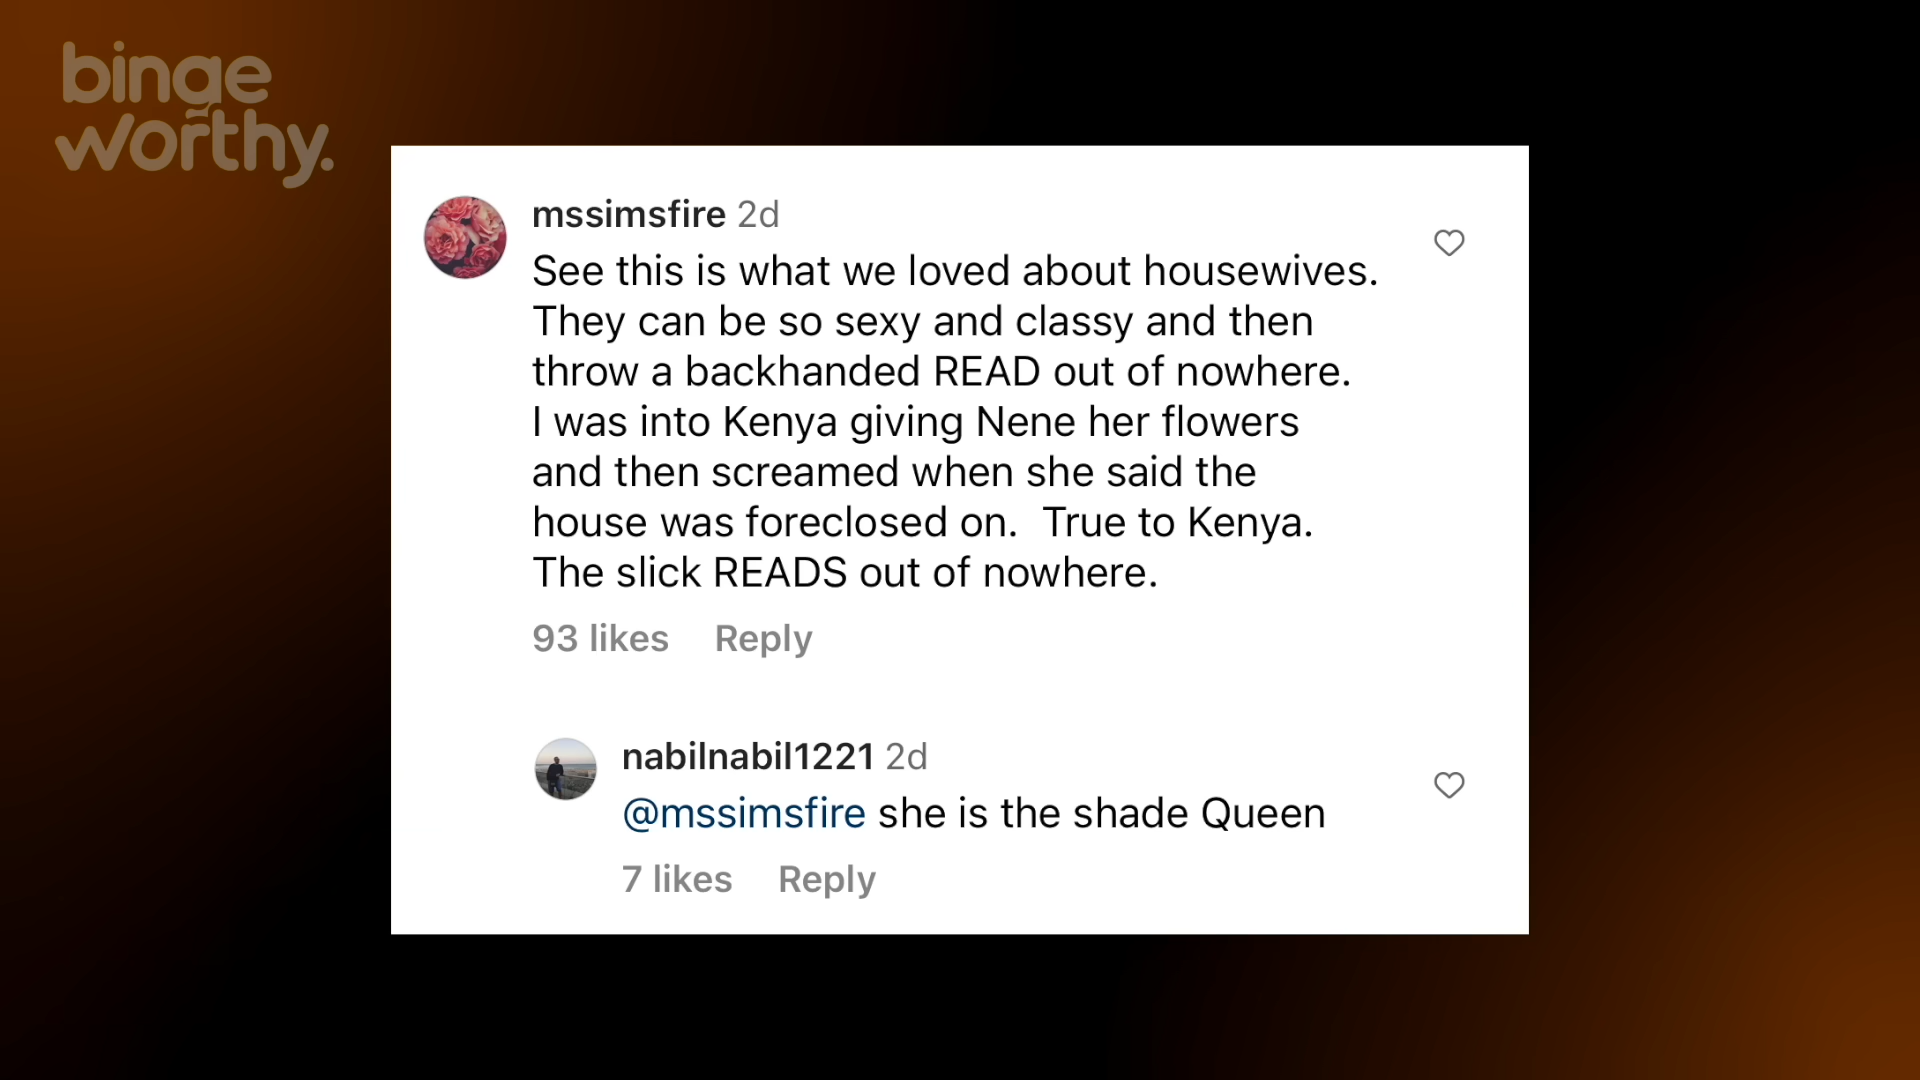 binge
worthy.
mssimsfire 2d
See this is what we loved about housewives.
They can be so sexy and classy and then
throw a backhanded READ out of nowhere.
I was into Kenya giving Nene her flowers
and then screamed when she said the
house was foreclosed on.  True to Kenya.
The slick READS out of nowhere.
93 likes Reply
nabilnabil1221 2d
@mssimsfire she is the shade Queen
7 likes Reply